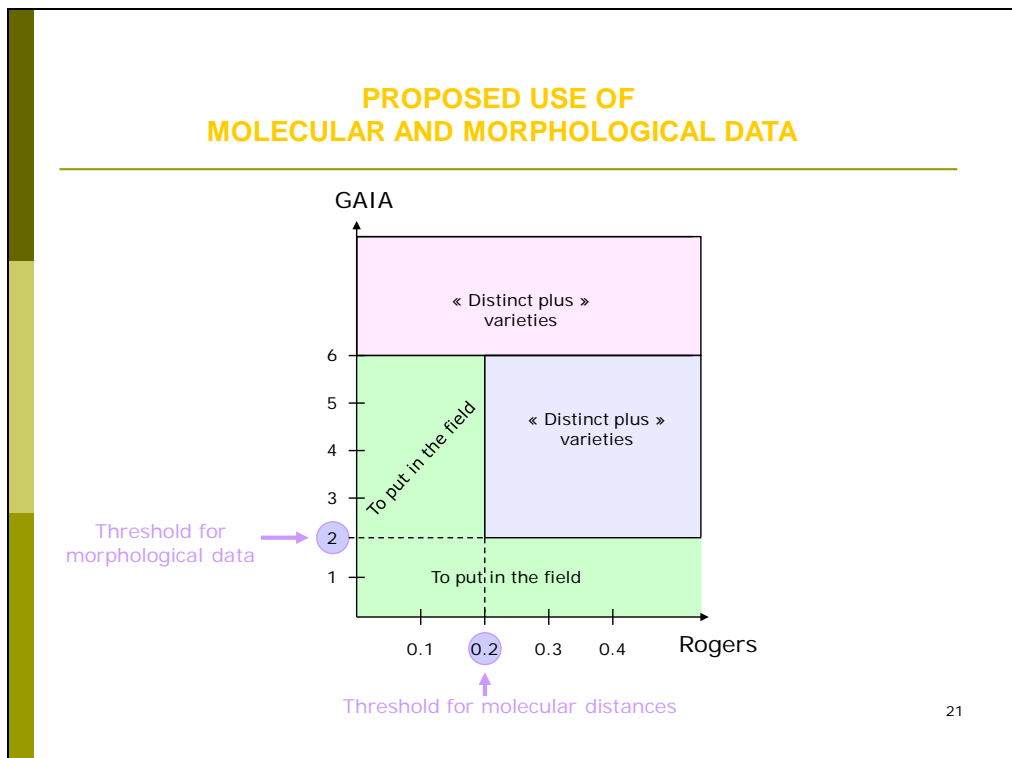 PROPOSED USE OF
MOLECULAR AND MORPHOLOGICAL DATA
GAIA
« Distinct plus »
varieties
6
5
4
3
2
1
« Distinct plus »
varieties
To put in the field
Threshold for
morphological data
To put in the field
0.1
0.2
0.3
0.4
Rogers
Threshold for molecular distances
21